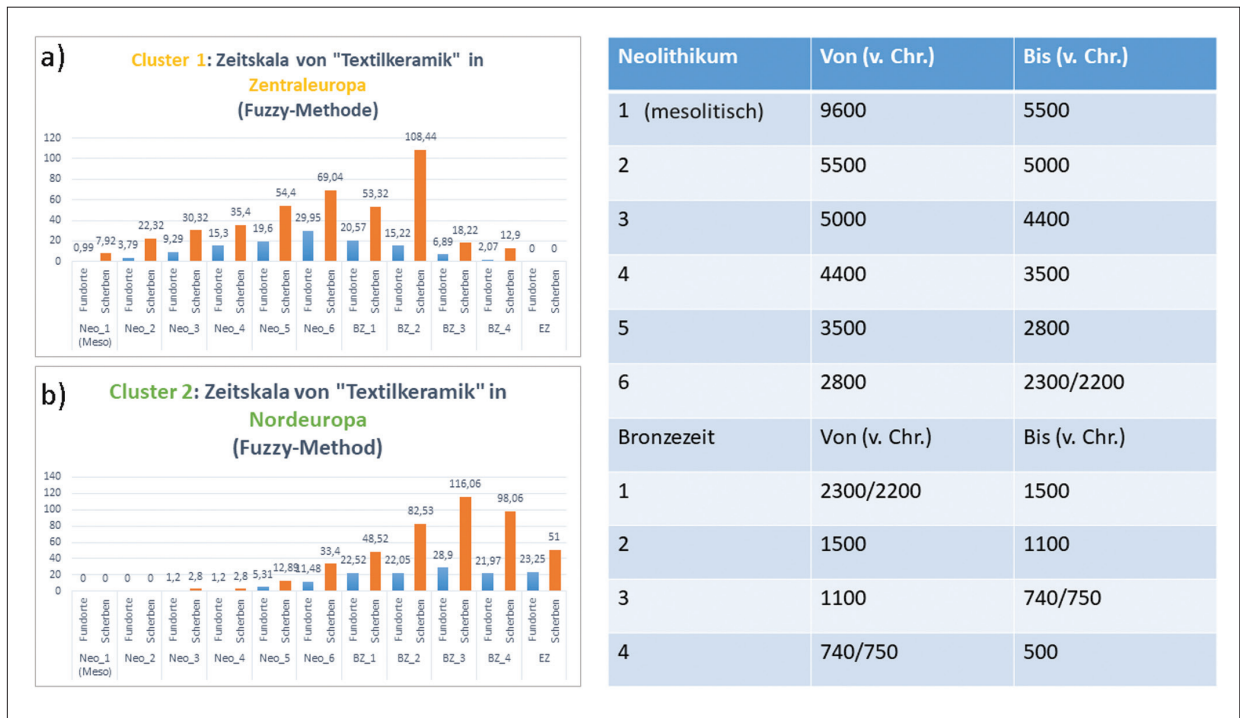 a)
Cluster 1: Zeitskala von "Textilkeramik" in
Zentraleuropa
(Fuzzy-Methode)
120
100
80
60
40
20
0
0,99 7,92 3,79 22,32 9,29 30,32 15,3 35,4 19,6 54,4 29,95 69,04 20,57 53,32 15,22 108,44 6,89 18,22 2,07 12,9 0 0
Fundorte Scherben Fundorte Scherben Fundorte Scherben Fundorte Scherben Fundorte Scherben Fundorte Scherben Fundorte Scherben Fundorte Scherben Fundorte Scherben Fundorte Scherben Fundorte Scherben
Neo_1 Neo_2 Neo_3 Neo_4 Neo_5 Neo_6 BZ_1 BZ_2 BZ_3 BZ_4 EZ
(Meso)
b)
Cluster 2: Zeitskala von "Textilkeramik" in
Nordeuropa
(Fuzzy-Method)
140
120
100
80
60
40
20
0
0 0 0 0 1,2 2,8 1,2 2,8 5,31 12,89 11,48 33,4 22,52 48,52 22,05 82,53 28,9 116,06 21,97 98,06 23,25 51
Fundorte Scherben Fundorte Scherben Fundorte Scherben Fundorte Scherben Fundorte Scherben Fundorte Scherben Fundorte Scherben Fundorte Scherben Fundorte Scherben Fundorte Scherben Fundorte Scherben
Neo_1 Neo_2 Neo_3 Neo_4 Neo_5 Neo_6 BZ_1 BZ_2 BZ_3 BZ_4 EZ
(Meso)
Neolithikum Von (v. Chr.) Bis (v. Chr.)
1 (mesolitisch) 9600 5500
2 5500 5000
3 5000 4400
4 4400 3500
5 3500 2800
6 2800 2300/2200
Bronzezeit Von (v. Chr.) Bis (v. Chr.)
1 2300/2200 1500
2 1500 1100
3 1100 740/750
4 740/750 500